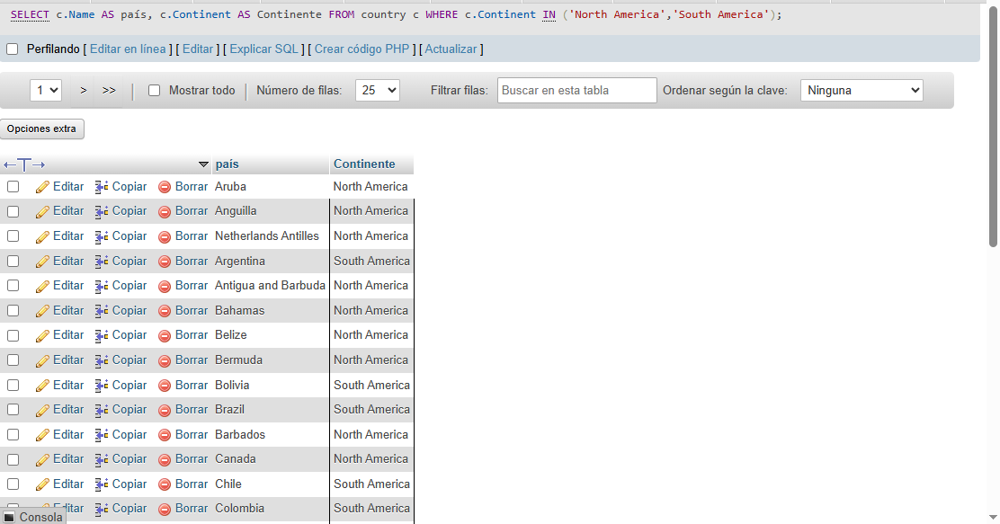 SELECT c.Name AS país, c.Continent AS Continente FROM country c WHERE c.Continent IN ('North America','South America');
Perfilando [ Editar en línea ] [ Editar ] [ Explicar SQL ] [ Crear código PHP ] [ Actualizar ]
1 > >> | Mostrar todo | Número de filas: 25 Filtrar filas: Buscar en esta tabla Ordenar según la clave: Ninguna
Opciones extra
←T→ país Continente
Editar Copiar Borrar Aruba North America
Editar Copiar Borrar Anguilla North America
Editar Copiar Borrar Netherlands Antilles North America
Editar Copiar Borrar Argentina South America
Editar Copiar Borrar Antigua and Barbuda North America
Editar Copiar Borrar Bahamas North America
Editar Copiar Borrar Belize North America
Editar Copiar Borrar Bermuda North America
Editar Copiar Borrar Bolivia South America
Editar Copiar Borrar Brazil South America
Editar Copiar Borrar Barbados North America
Editar Copiar Borrar Canada North America
Editar Copiar Borrar Chile South America
Editar Copiar Borrar Colombia South America
Consola